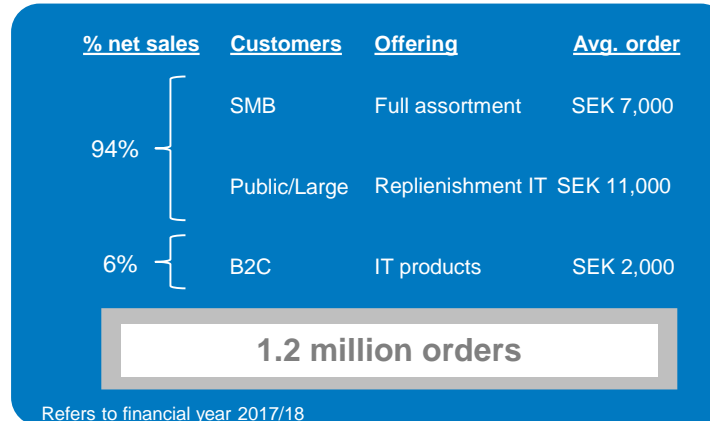 % net sales Customers Offering Avg. order
SMB Full assortment SEK 7,000
94%
Public/Large Replienishment IT SEK 11,000
6% B2C IT products SEK 2,000
1.2 million orders
Refers to financial year 2017/18